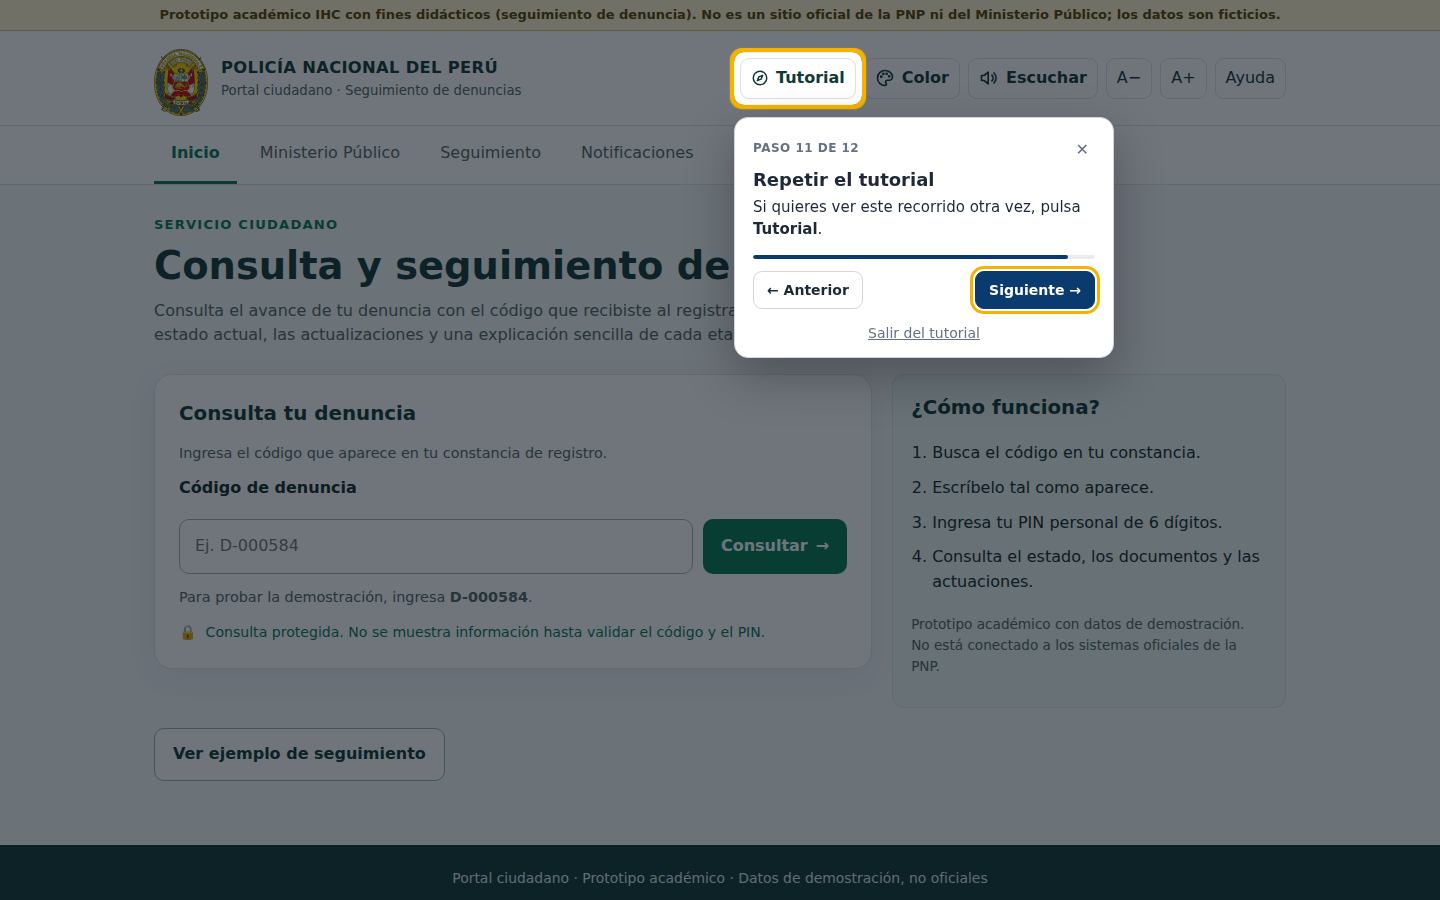 Prototipo académico IHC con fines didácticos (seguimiento de denuncia). No es un sitio oficial de la PNP ni del Ministerio Público; los datos son ficticios.
POLICÍA NACIONAL DEL PERÚ
Portal ciudadano · Seguimiento de denuncias
Tutorial
Color
Escuchar
A−
A+
Ayuda
Inicio
Ministerio Público
Seguimiento
Notificaciones
PASO 11 DE 12
×
Repetir el tutorial
Si quieres ver este recorrido otra vez, pulsa
Tutorial.
← Anterior
Siguiente →
Salir del tutorial
SERVICIO CIUDADANO
Consulta y seguimiento de
Consulta el avance de tu denuncia con el código que recibiste al
estado actual, las actualizaciones y una explicación sencilla de cada
Consulta tu denuncia
Ingresa el código que aparece en tu constancia de registro.
Código de denuncia
Ej. D-000584
Consultar →
Para probar la demostración, ingresa D-000584.
Consulta protegida. No se muestra información hasta validar el código y el PIN.
¿Cómo funciona?
1. Busca el código en tu constancia.
2. Escríbelo tal como aparece.
3. Ingresa tu PIN personal de 6 dígitos.
4. Consulta el estado, los documentos y las
actuaciones.
Prototipo académico con datos de demostración.
No está conectado a los sistemas oficiales de la
PNP.
Ver ejemplo de seguimiento
Portal ciudadano · Prototipo académico · Datos de demostración, no oficiales